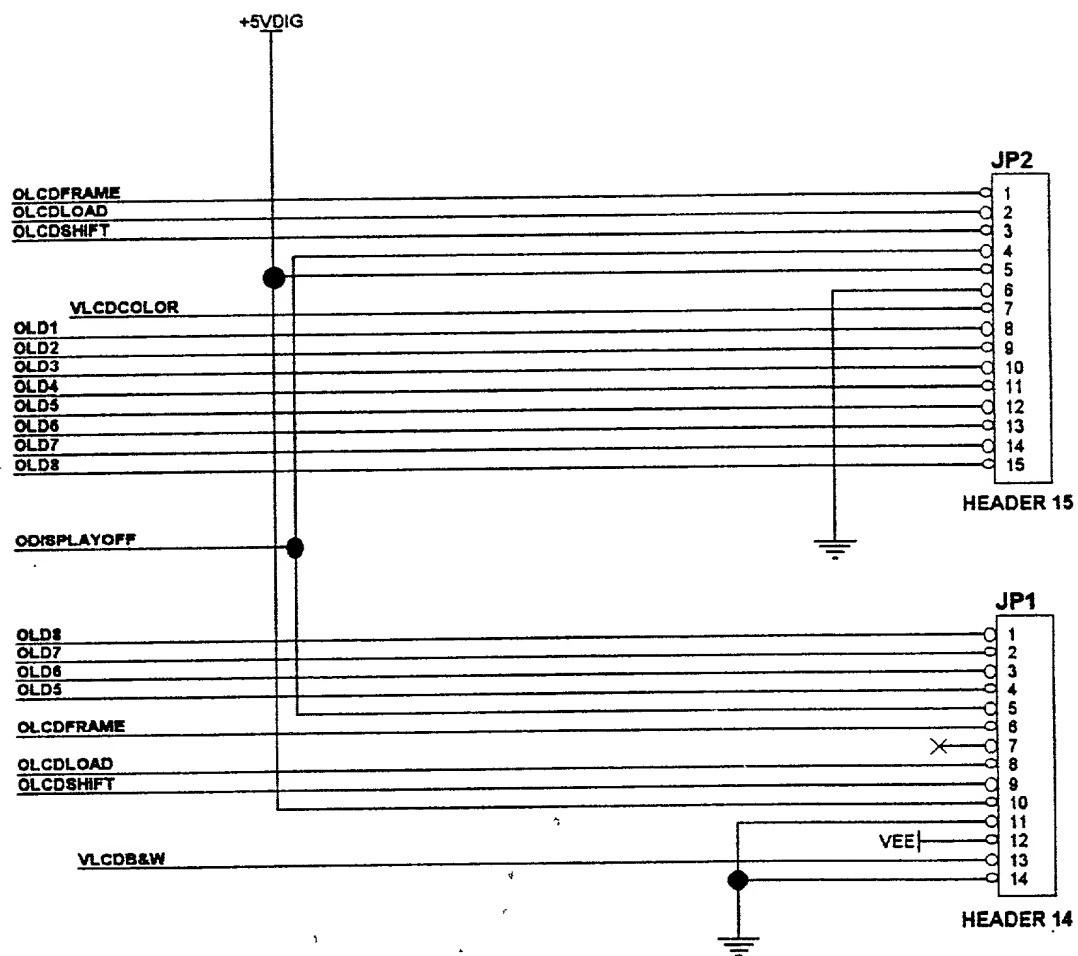 +5VDIG
JP2
OLCDFRAME 1
OLCDLOAD 2
OLCDSHIFT 3
4
5
6
VLCDCOLOR 7
OLD1 8
OLD2 9
OLD3 10
OLD4 11
OLD5 12
OLD6 13
OLD7 14
OLD8 15
HEADER 15
ODISPLAYOFF
JP1
OLD8 1
OLD7 2
OLD6 3
OLD5 4
5
OLCDFRAME 6
7
OLCDLOAD 8
OLCDSHIFT 9
10
11
VEE 12
VLCDB&W 13
14
HEADER 14